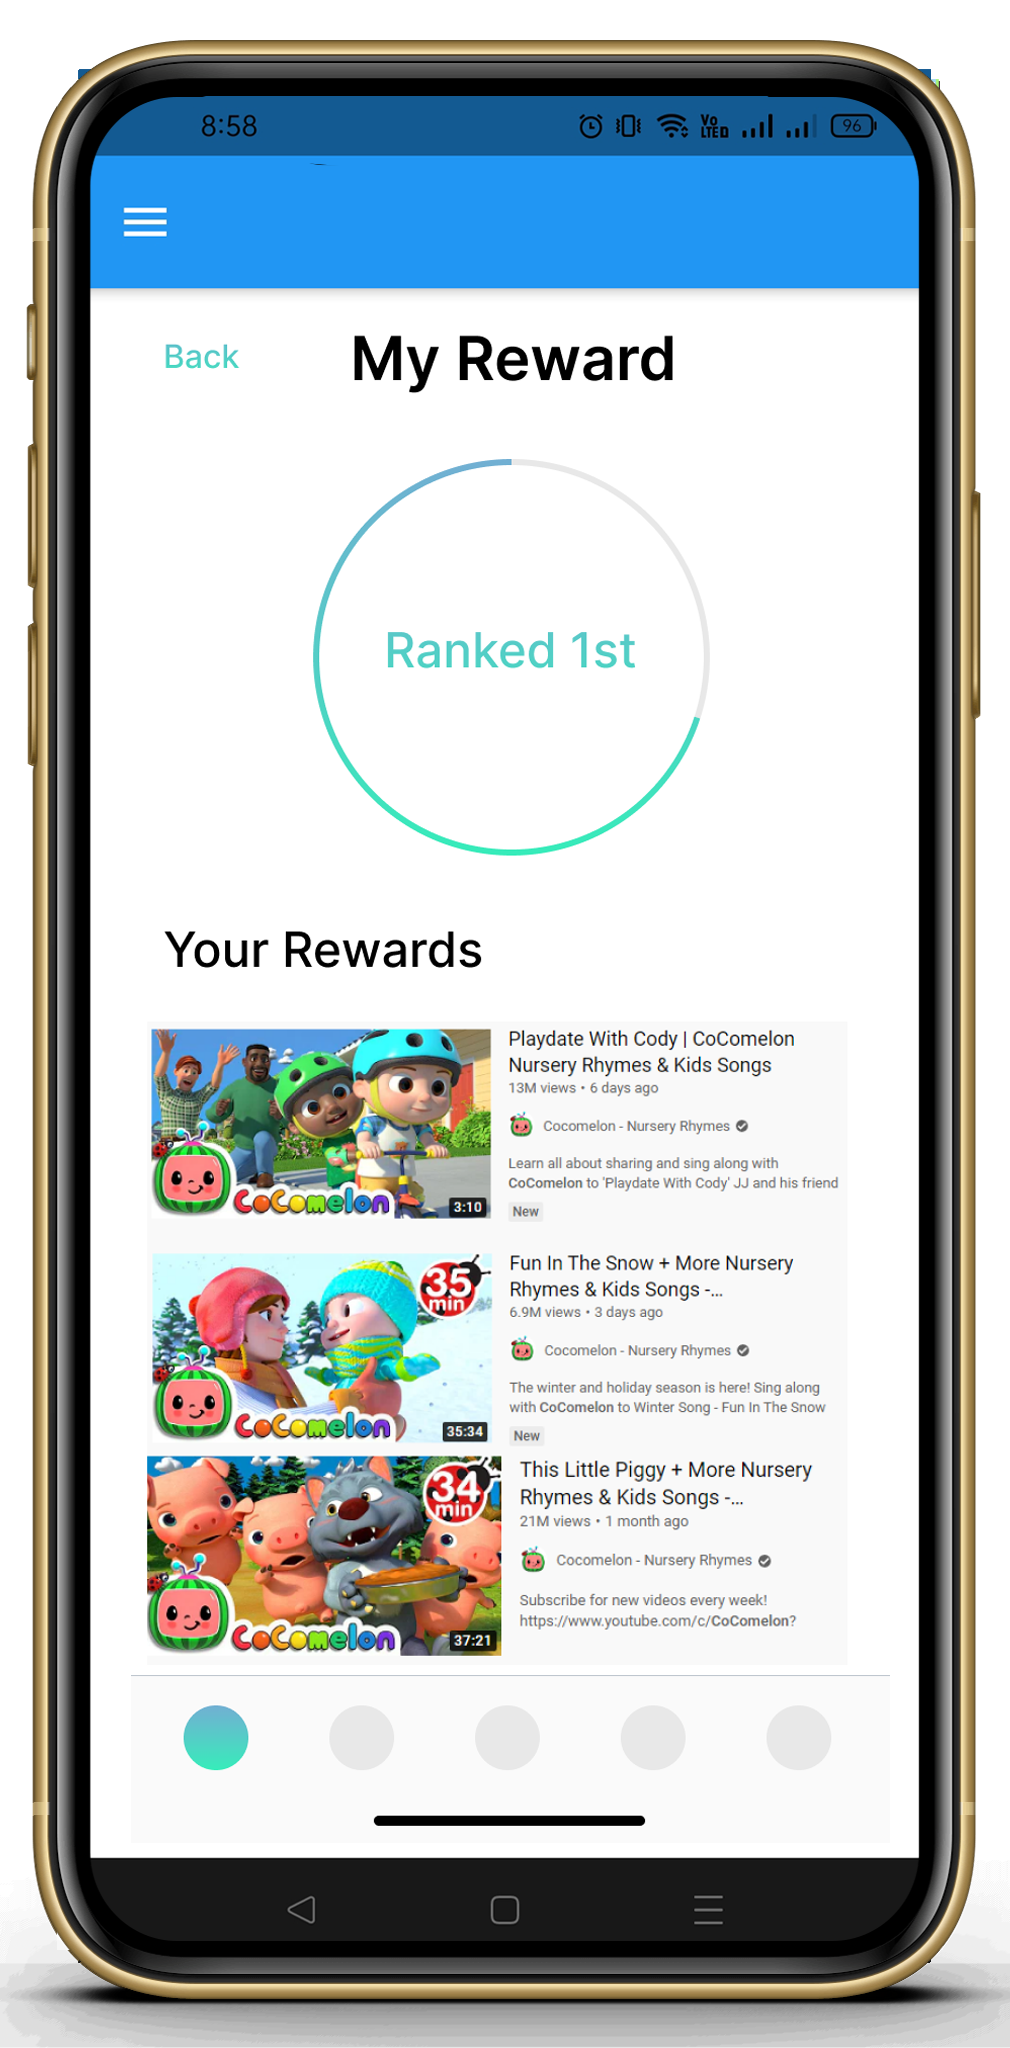 8:58
Vo
LTE D
96
Back
My Reward
Ranked 1st
Your Rewards
CoComelon
3:10
Playdate With Cody | CoComelon
Nursery Rhymes & Kids Songs
13M views • 6 days ago
Cocomelon - Nursery Rhymes
Learn all about sharing and sing along with
CoComelon to 'Playdate With Cody' JJ and his friend
New
35
min
CoComelon
35:34
Fun In The Snow + More Nursery
Rhymes & Kids Songs -...
6.9M views • 3 days ago
Cocomelon - Nursery Rhymes
The winter and holiday season is here! Sing along
with CoComelon to Winter Song - Fun In The Snow
New
34
min
CoComelon
37:21
This Little Piggy + More Nursery
Rhymes & Kids Songs -...
21M views • 1 month ago
Cocomelon - Nursery Rhymes
Subscribe for new videos every week!
https://www.youtube.com/c/CoComelon?